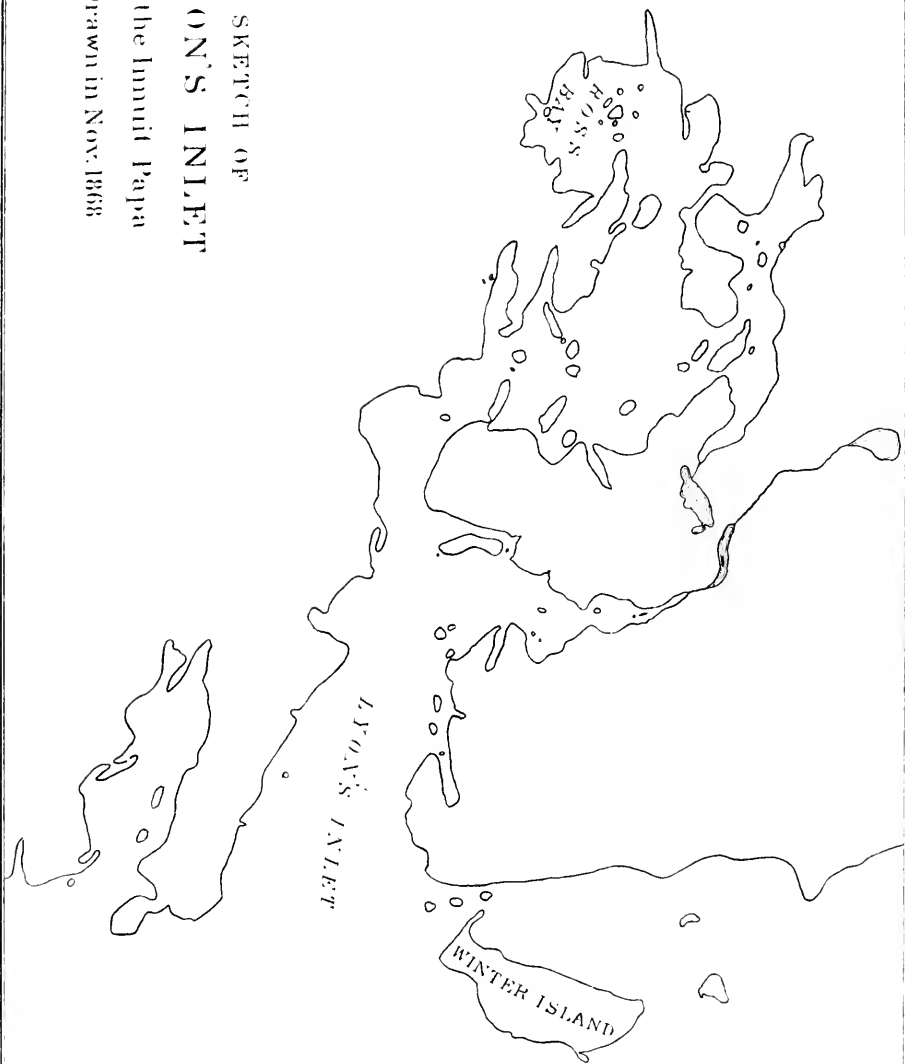 SKETCH OF
ON'S INLET
the Innuit Papa
rawn in Nov. 1868
ROSS
BAY
LYON'S INLET
WINTER ISLAND